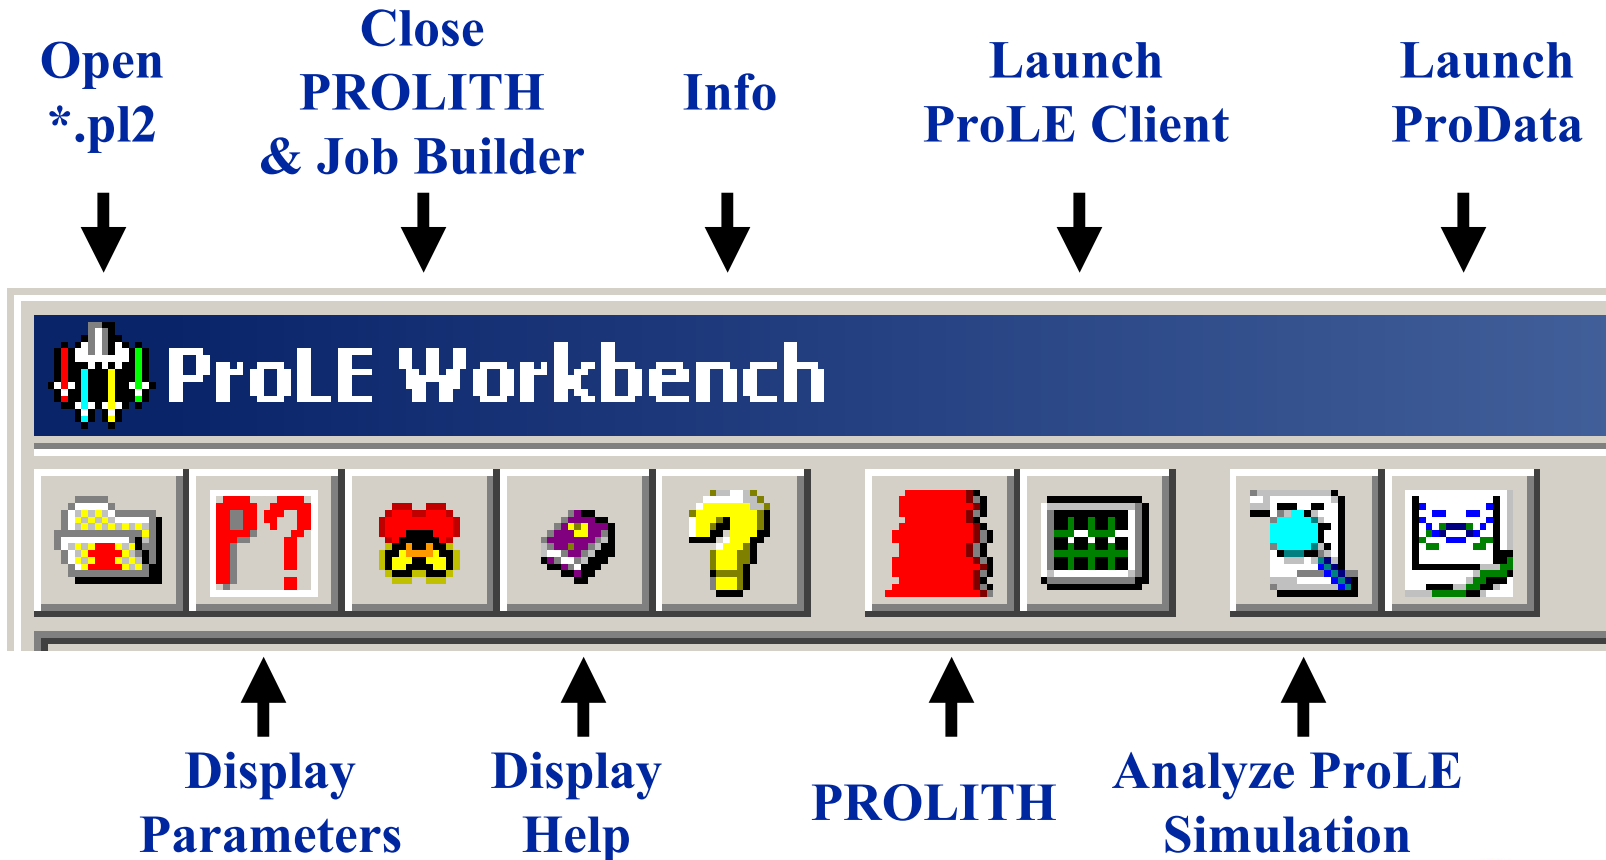 Open
*.pl2
Close
PROLITH
& Job Builder
Info
Launch
ProLE Client
Launch
ProData
ProLE Workbench
P?
?
Display
Parameters
Display
Help
PROLITH
Analyze ProLE
Simulation